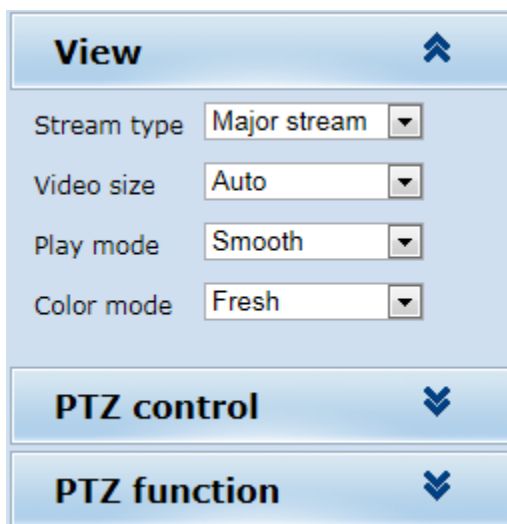 View
Stream type Major stream
Video size Auto
Play mode Smooth
Color mode Fresh
PTZ control
PTZ function